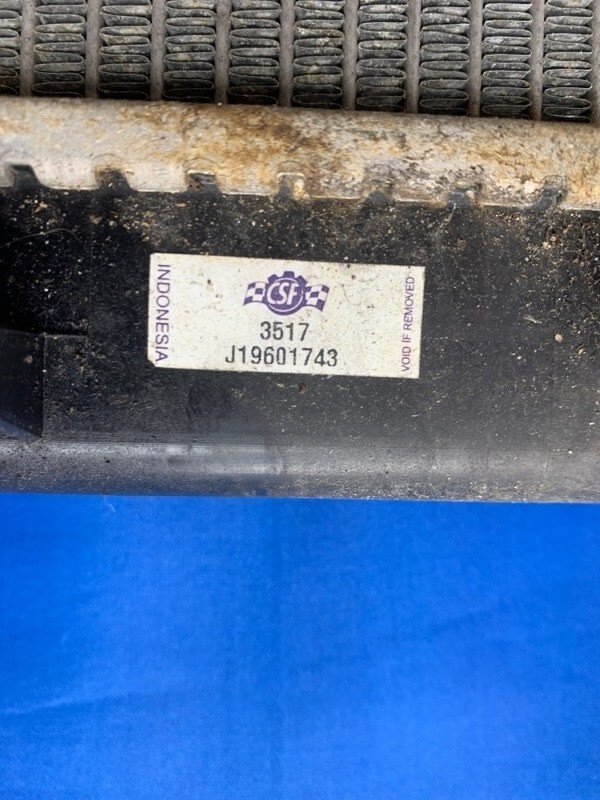 INDONESIA
CSF
3517
J19601743
VOID IF REMOVED